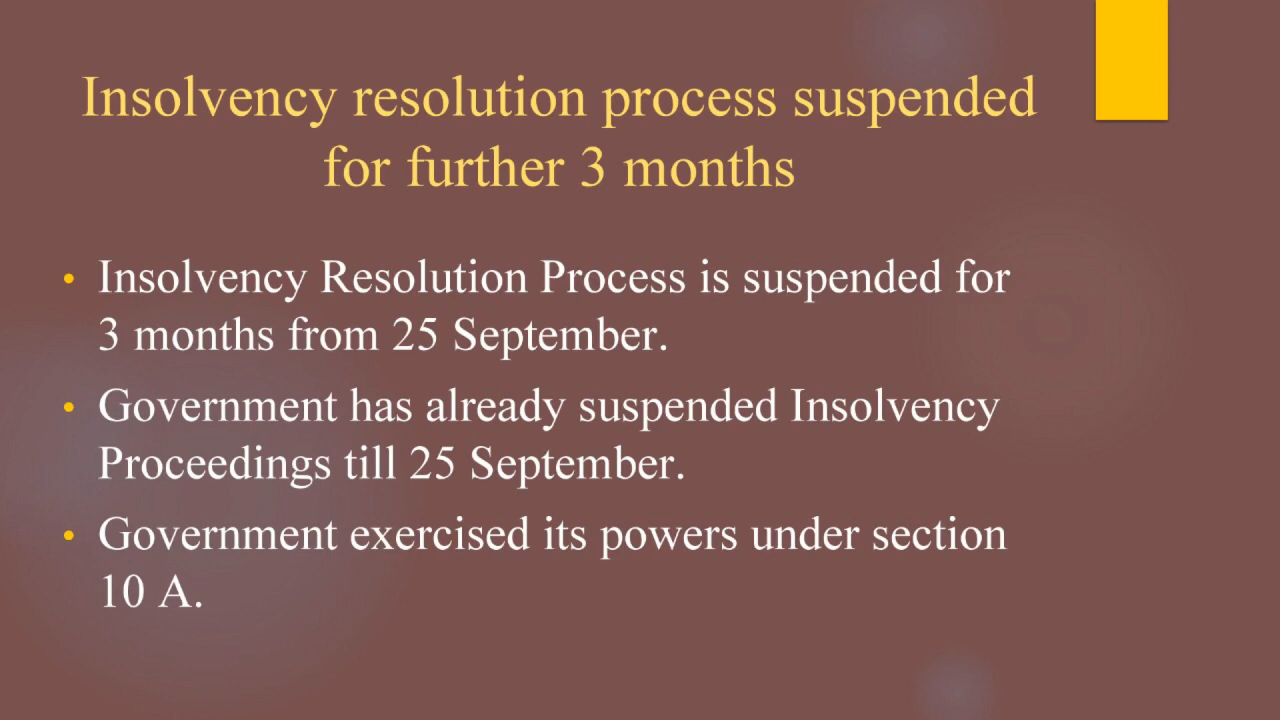 Insolvency resolution process suspended
for further 3 months
• Insolvency Resolution Process is suspended for
3 months from 25 September.
• Government has already suspended Insolvency
Proceedings till 25 September.
• Government exercised its powers under section
10 A.